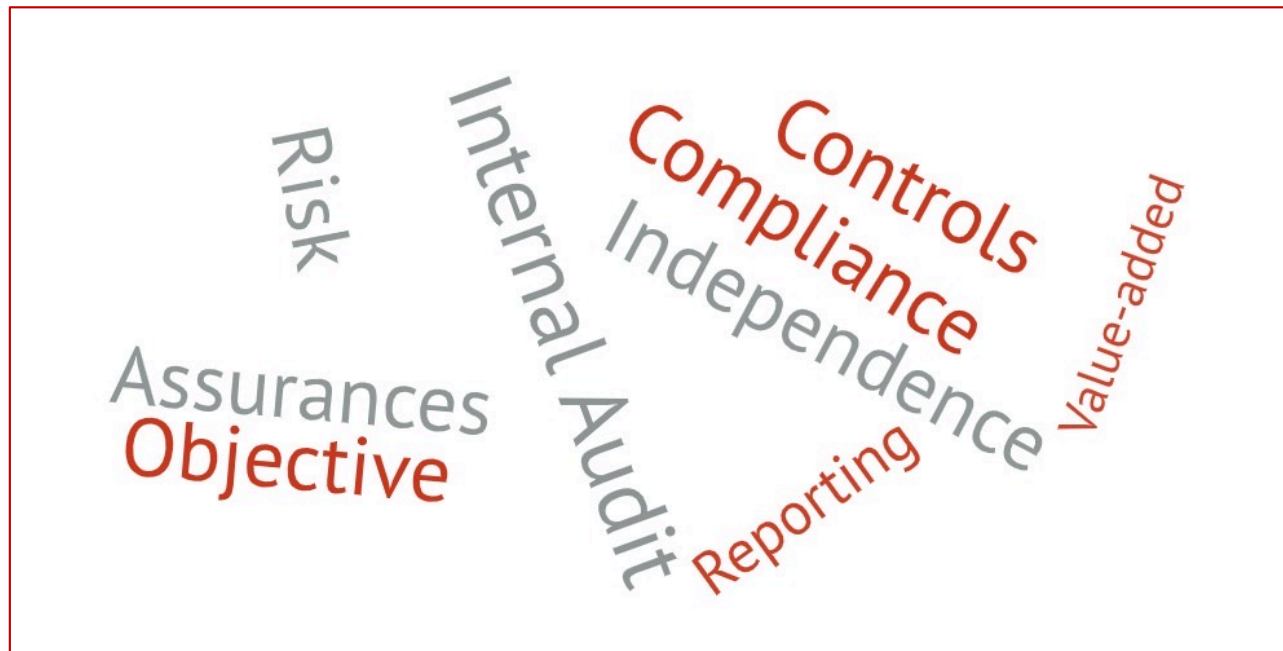 Risk
Assurances
Objective
Internal Audit
Controls
Compliance
Independence
Reporting
Value-added